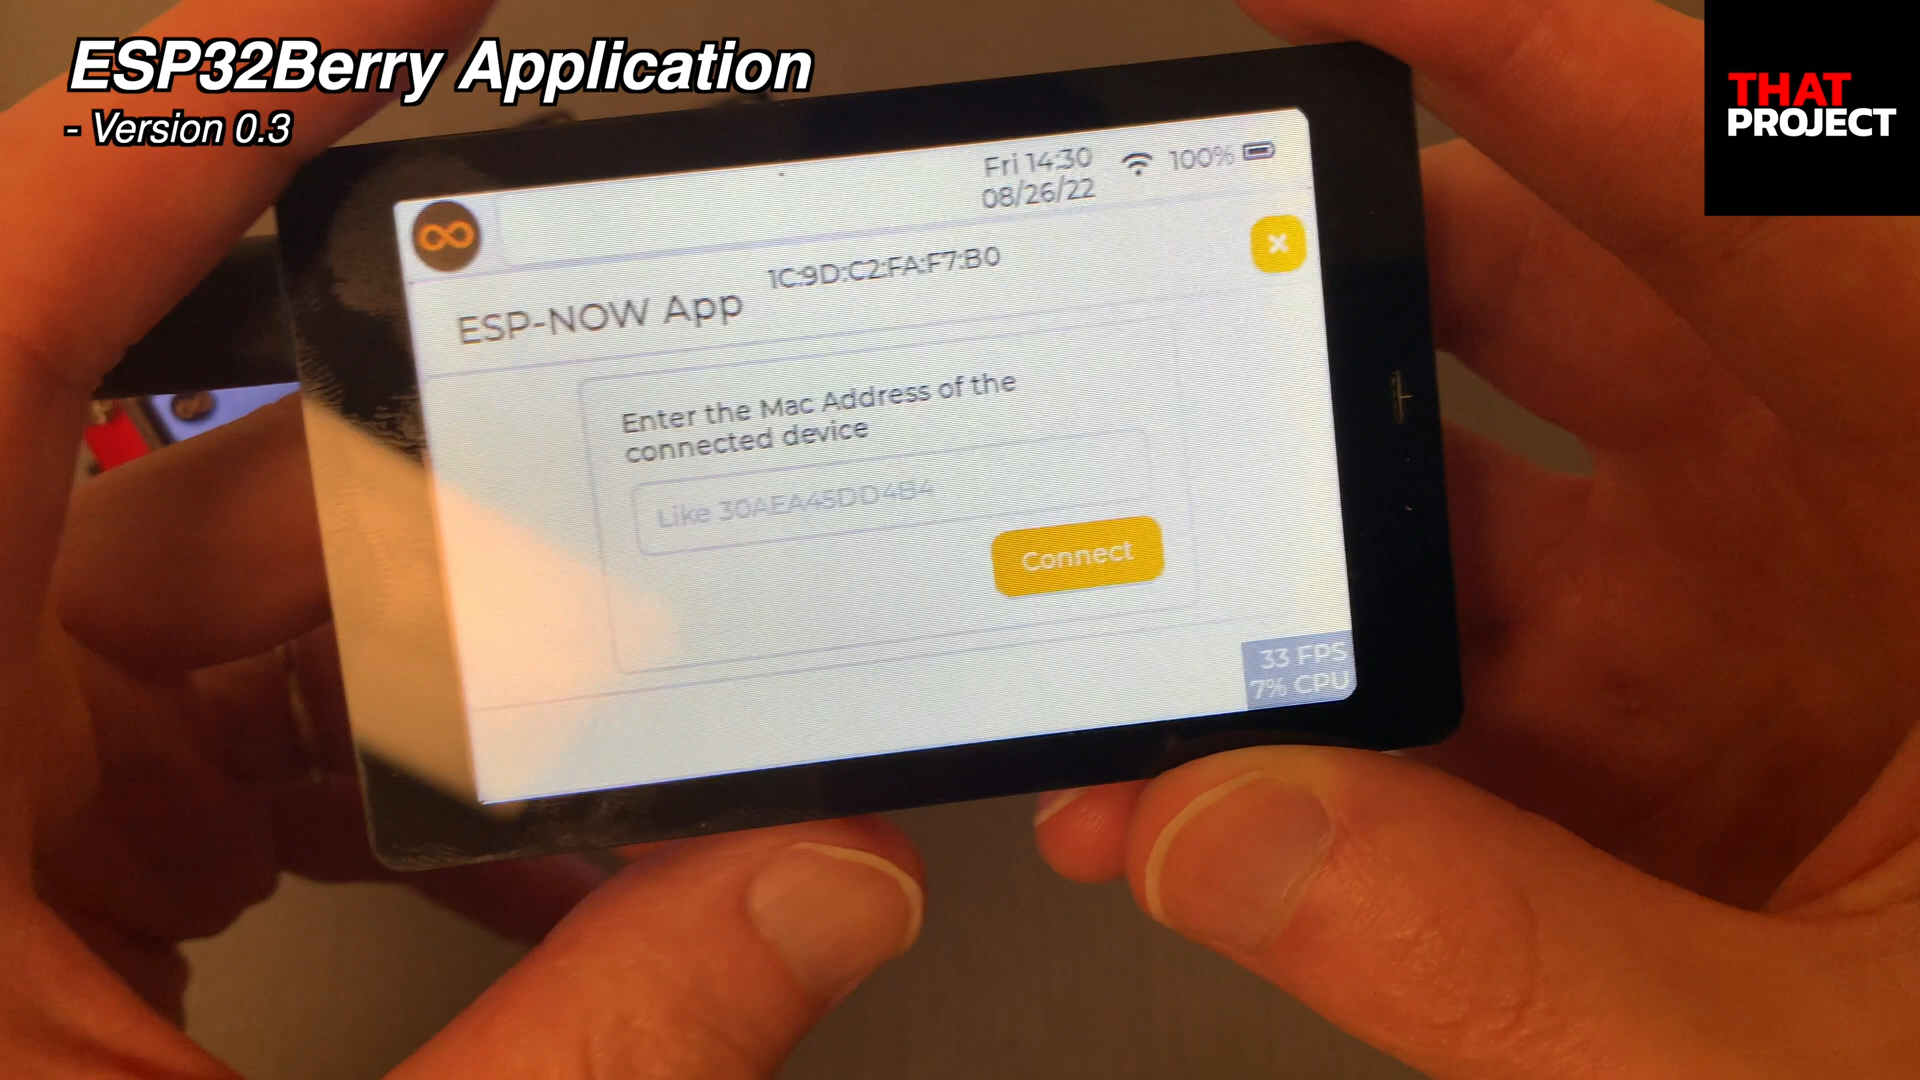 ESP32Berry Application
- Version 0.3
THAT
PROJECT
Fri 14:30
08/26/22
100%
ESP-NOW App
1C:9D:C2:FA:F7:B0
Enter the Mac Address of the
connected device
Like 30AEA45DD4B4
Connect
33 FPS
7% CPU